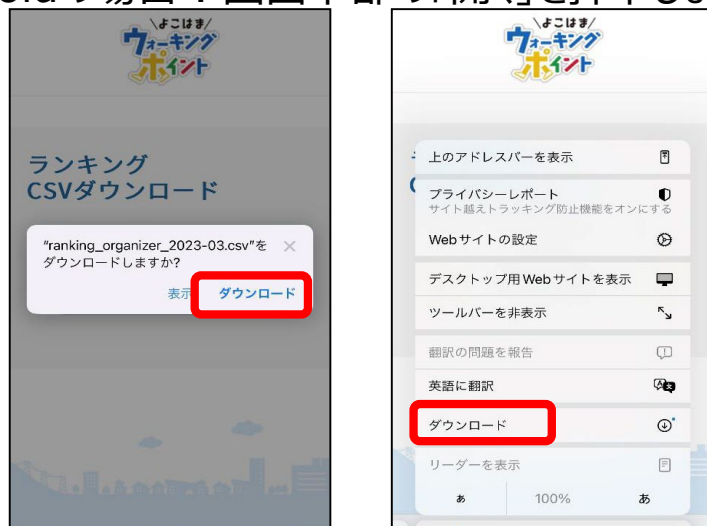 よこはま
ウォーキング
ポイント
ランキング
CSVダウンロード
"ranking_organizer_2023-03.csv"を
ダウンロードしますか?
表示
ダウンロード
よこはま
ウォーキング
ポイント
上のアドレスバーを表示
プライバシーレポート
サイト越えトラッキング防止機能をオンにする
Webサイトの設定
デスクトップ用Webサイトを表示
ツールバーを非表示
翻訳の問題を報告
英語に翻訳
ダウンロード
リーダーを表示
ぁ 100% あ